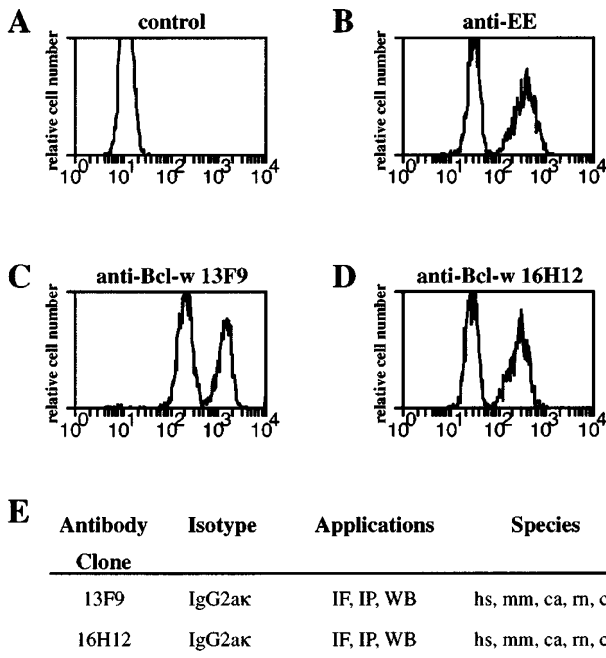 A
control
relative cell number
10^0 10^1 10^2 10^3 10^4
B
anti-EE
relative cell number
10^0 10^1 10^2 10^3 10^4
C
anti-Bcl-w 13F9
relative cell number
10^0 10^1 10^2 10^3 10^4
D
anti-Bcl-w 16H12
relative cell number
10^0 10^1 10^2 10^3 10^4
E
Antibody Isotype Applications Species
Clone
13F9 IgG2aκ IF, IP, WB hs, mm, ca, rn,
16H12 IgG2aκ IF, IP, WB hs, mm, ca, rn,